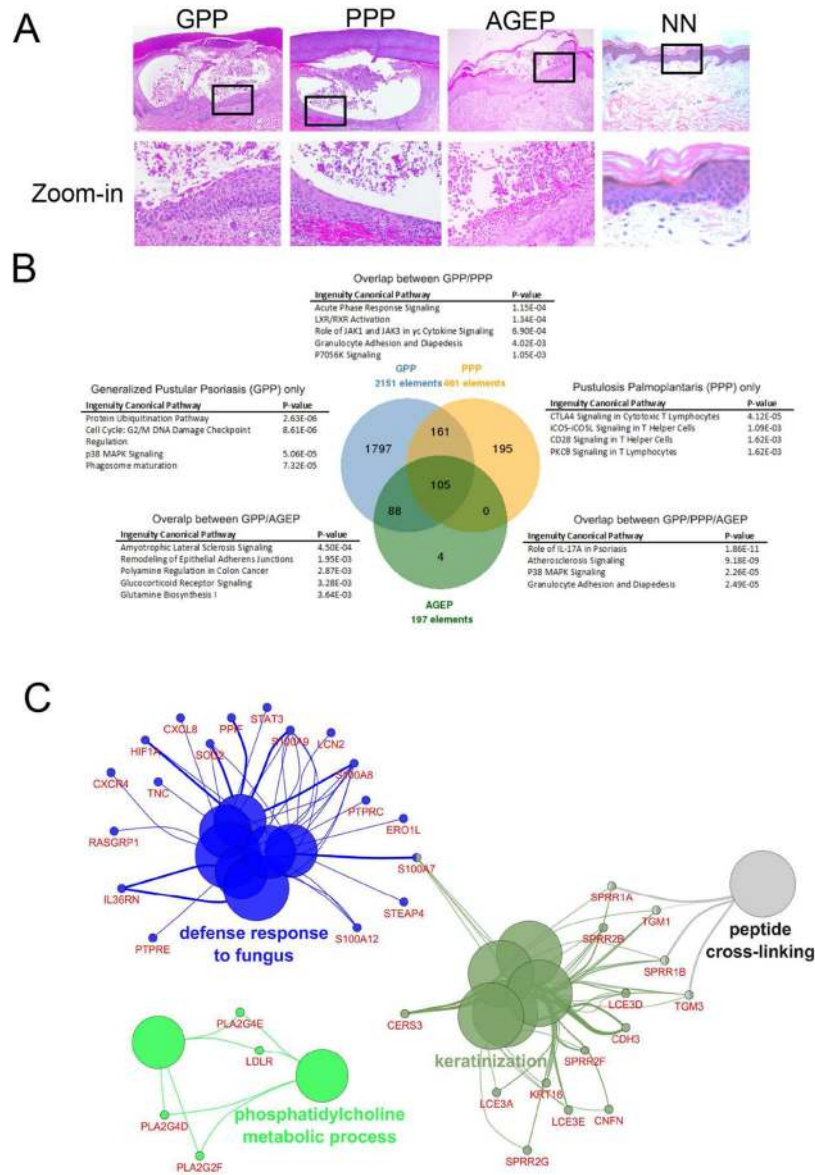 A
GPP
PPP
AGEP
NN
Zoom-in
B
Overlap between GPP/PPP
Ingenuity Canonical Pathway P-value
Acute Phase Response Signaling 1.15E-04
LXR/RXR Activation 1.34E-04
Role of JAK1 and JAK3 in γc Cytokine Signaling 6.90E-04
Granulocyte Adhesion and Diapedesis 4.02E-03
P7056K Signaling 1.05E-03
GPP
2151 elements
PPP
461 elements
Generalized Pustular Psoriasis (GPP) only
Ingenuity Canonical Pathway P-value
Protein Ubiquitination Pathway 2.63E-06
Cell Cycle: G2/M DNA Damage Checkpoint 8.61E-06
Regulation
p38 MAPK Signaling 5.06E-05
Phagosome maturation 7.32E-05
Pustulosis Palmoplantaris (PPP) only
Ingenuity Canonical Pathway P-value
CTLA4 Signaling in Cytotoxic T Lymphocytes 4.12E-05
iCOS-iCOSL Signaling in T Helper Cells 1.09E-03
CD28 Signaling in T Helper Cells 1.62E-03
PKCθ Signaling in T Lymphocytes 1.62E-03
1797
161
195
105
88
0
4
Overalp between GPP/AGEP
Ingenuity Canonical Pathway P-value
Amyotrophic Lateral Sclerosis Signaling 4.50E-04
Remodeling of Epithelial Adherens Junctions 1.95E-03
Polyamine Regulation in Colon Cancer 2.87E-03
Glucocorticoid Receptor Signaling 3.28E-03
Glutamine Biosynthesis I 3.64E-03
Overlap between GPP/PPP/AGEP
Ingenuity Canonical Pathway P-value
Role of IL-17A in Psoriasis 1.86E-11
Atherosclerosis Signaling 9.18E-09
P38 MAPK Signaling 2.26E-05
Granulocyte Adhesion and Diapedesis 2.49E-05
AGEP
197 elements
C
STAT3
PPIF
CXCL8
S100A9
LCN2
HIF1A
SOD2
S100A8
CXCR4
TNC
PTPRC
ERO1L
RASGRP1
S100A7
IL36RN
STEAP4
S100A12
PTPRE
defense response
to fungus
SPRR1A
TGM1
SPRR2B
peptide
cross-linking
SPRR1B
TGM3
LCE3D
CERS3
CDH3
keratinization
SPRR2F
KRT16
LCE3A
LCE3E
CNFN
SPRR2G
PLA2G4E
LDLR
PLA2G4D
phosphatidylcholine
metabolic process
PLA2G2F